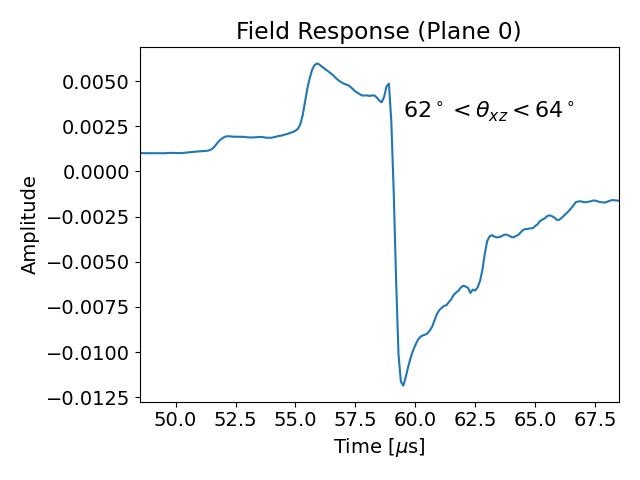 Field Response (Plane 0)
0.0050
0.0025
0.0000
−0.0025
−0.0050
−0.0075
−0.0100
−0.0125
Amplitude
62° < θxz < 64°
50.0 52.5 55.0 57.5 60.0 62.5 65.0 67.5
Time [μs]